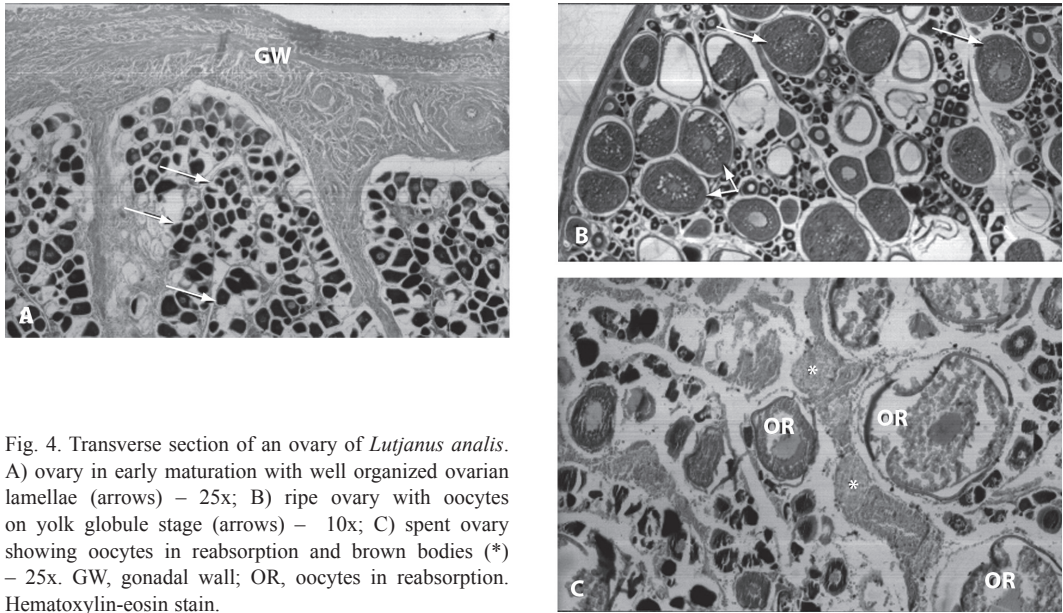 GW
A
B
*
OR
OR
*
OR
C
Fig. 4. Transverse section of an ovary of Lutjanus analis.
A) ovary in early maturation with well organized ovarian
lamellae (arrows) – 25x; B) ripe ovary with oocytes
on yolk globule stage (arrows) – 10x; C) spent ovary
showing oocytes in reabsorption and brown bodies (*)
– 25x. GW, gonadal wall; OR, oocytes in reabsorption.
Hematoxylin-eosin stain.